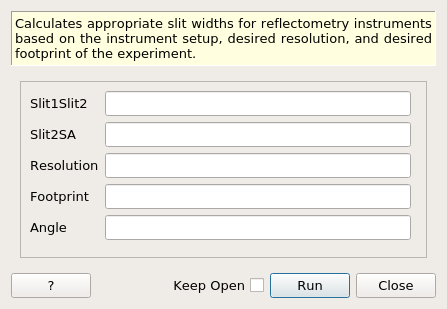 Calculates appropriate slit widths for reflectometry instruments
based on the instrument setup, desired resolution, and desired
footprint of the experiment.
Slit1Slit2
Slit2SA
Resolution
Footprint
Angle
? Keep Open Run Close